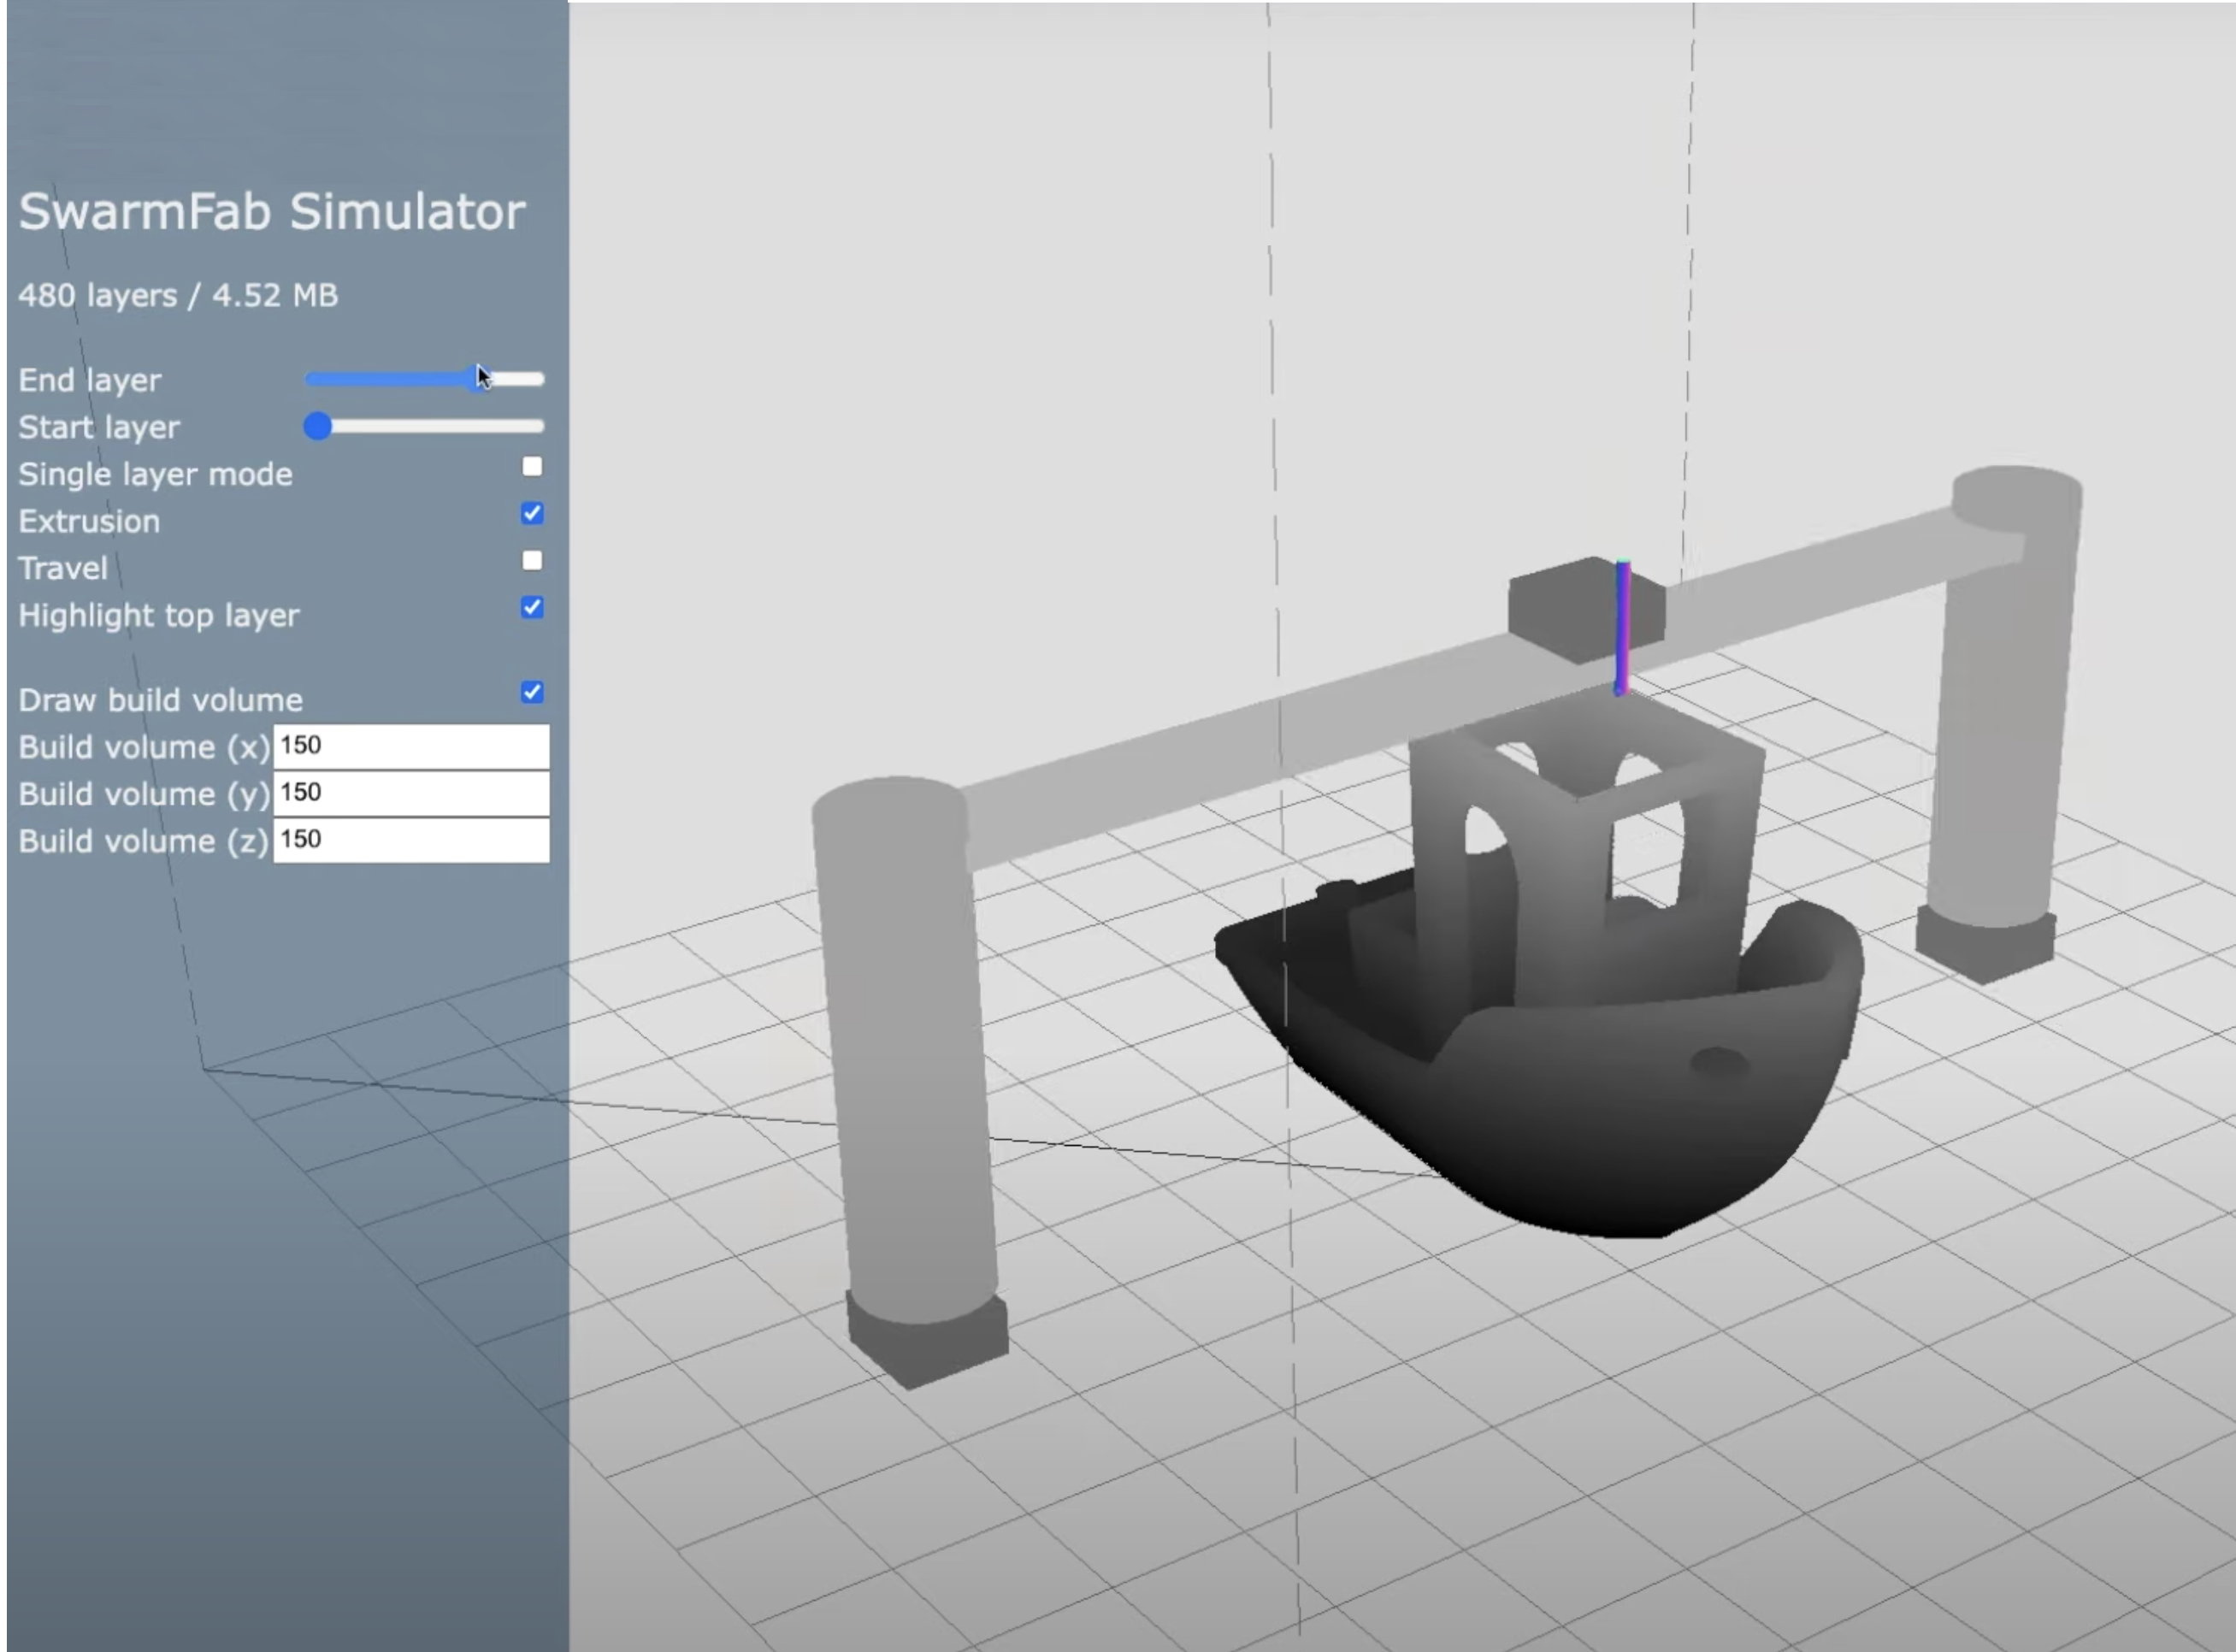 SwarmFab Simulator
480 layers / 4.52 MB
End layer
Start layer
Single layer mode
Extrusion
Travel
Highlight top layer
Draw build volume
Build volume (x) 150
Build volume (y) 150
Build volume (z) 150